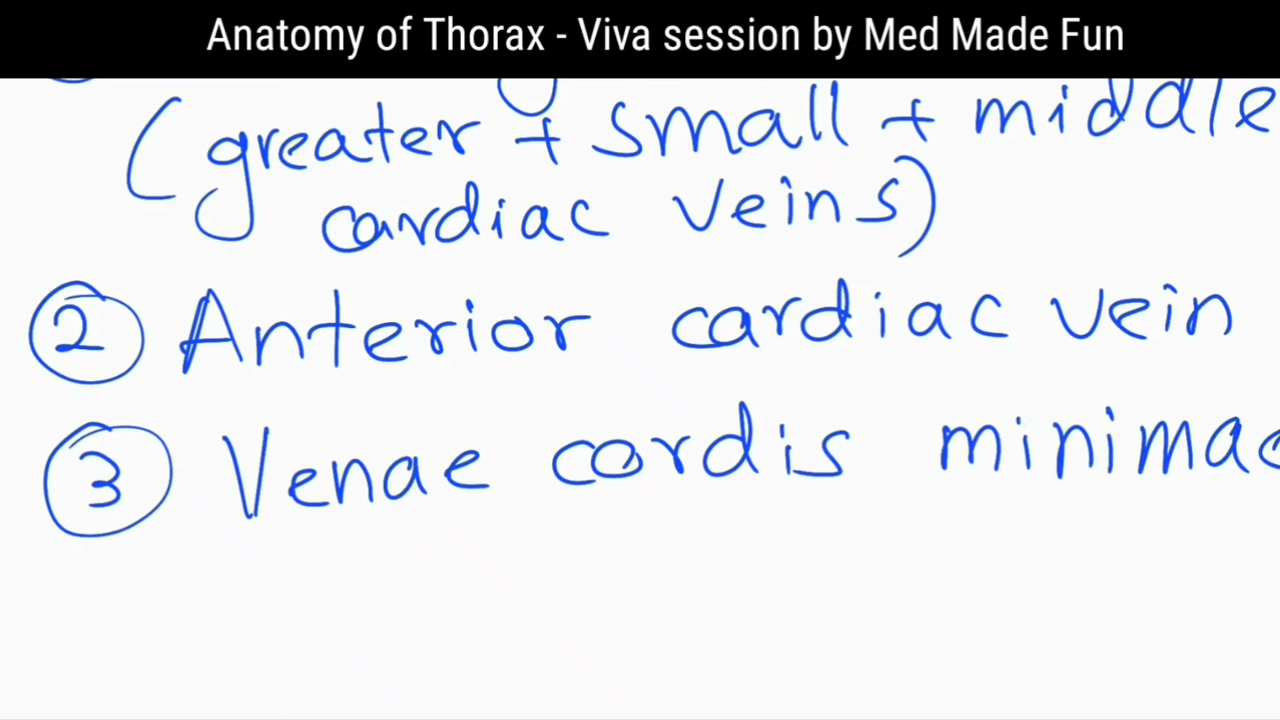 Anatomy of Thorax - Viva session by Med Made Fun
(greater + small + middle
cardiac veins)
2 Anterior cardiac vein
3 Venae cordis minimae